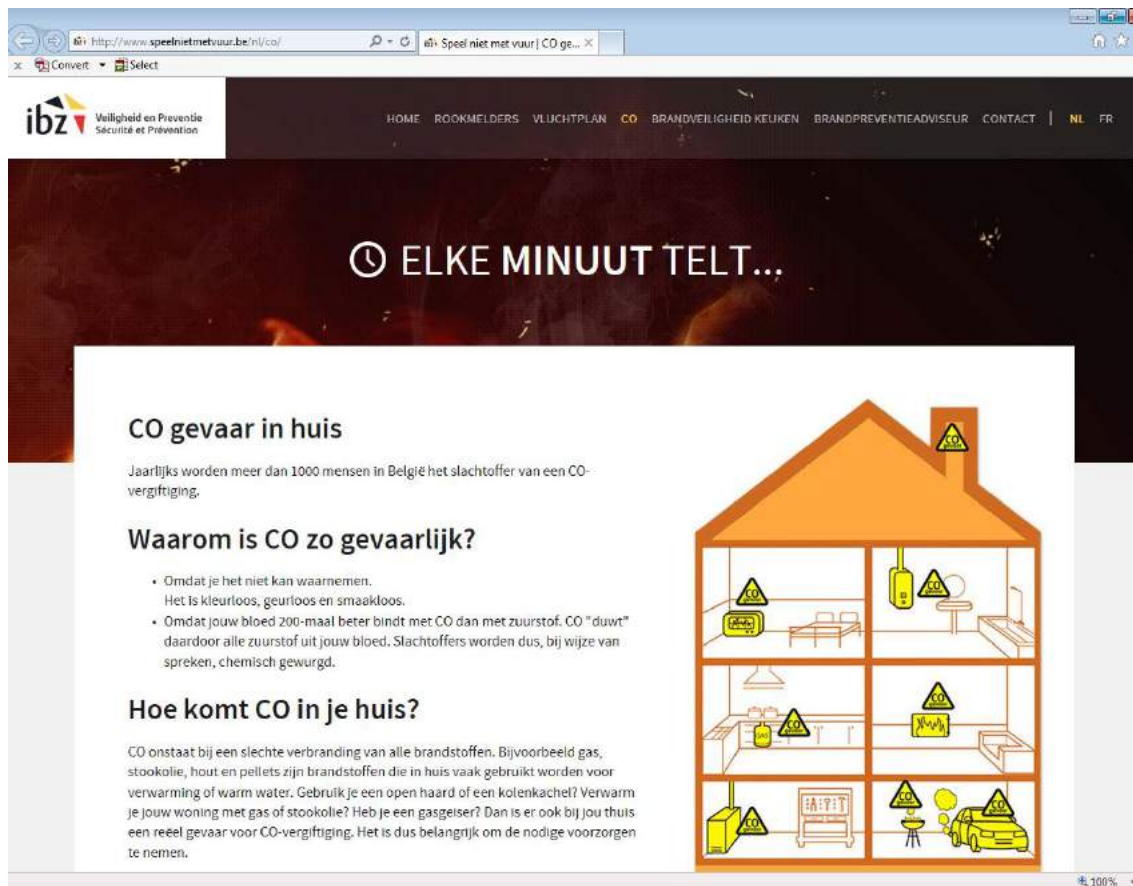 http://www.speelnietmetvuur.be/nl/co/
Speel niet met vuur | CO ge...
x Convert Select
ibz Veiligheid en Preventie
Sécurité et Prévention
HOME ROOKMELDERS VLUCHTPLAN CO BRANDVEILIGHEID KEUKEN BRANDPREVENTIEADVISEUR CONTACT | NL FR
ELKE MINUUT TELT...
CO gevaar in huis
Jaarlijks worden meer dan 1000 mensen in België het slachtoffer van een CO-
vergiftiging.
Waarom is CO zo gevaarlijk?
• Omdat je het niet kan waarnemen.
Het is kleurloos, geurloos en smaakloos.
• Omdat jouw bloed 200-maal beter bindt met CO dan met zuurstof. CO "duwt"
daardoor alle zuurstof uit jouw bloed. Slachtoffers worden dus, bij wijze van
spreken, chemisch gewurgd.
Hoe komt CO in je huis?
CO onstaat bij een slechte verbranding van alle brandstoffen. Bijvoorbeeld gas,
stookolie, hout en pellets zijn brandstoffen die in huis vaak gebruikt worden voor
verwarming of warm water. Gebruik je een open haard of een kolenkachel? Verwarm
je jouw woning met gas of stookolie? Heb je een gasgeiser? Dan is er ook bij jou thuis
een reëel gevaar voor CO-vergiftiging. Het is dus belangrijk om de nodige voorzorgen
te nemen.
CO
CO
CO
CO
GAS
CO
CO
CO
CO
100%